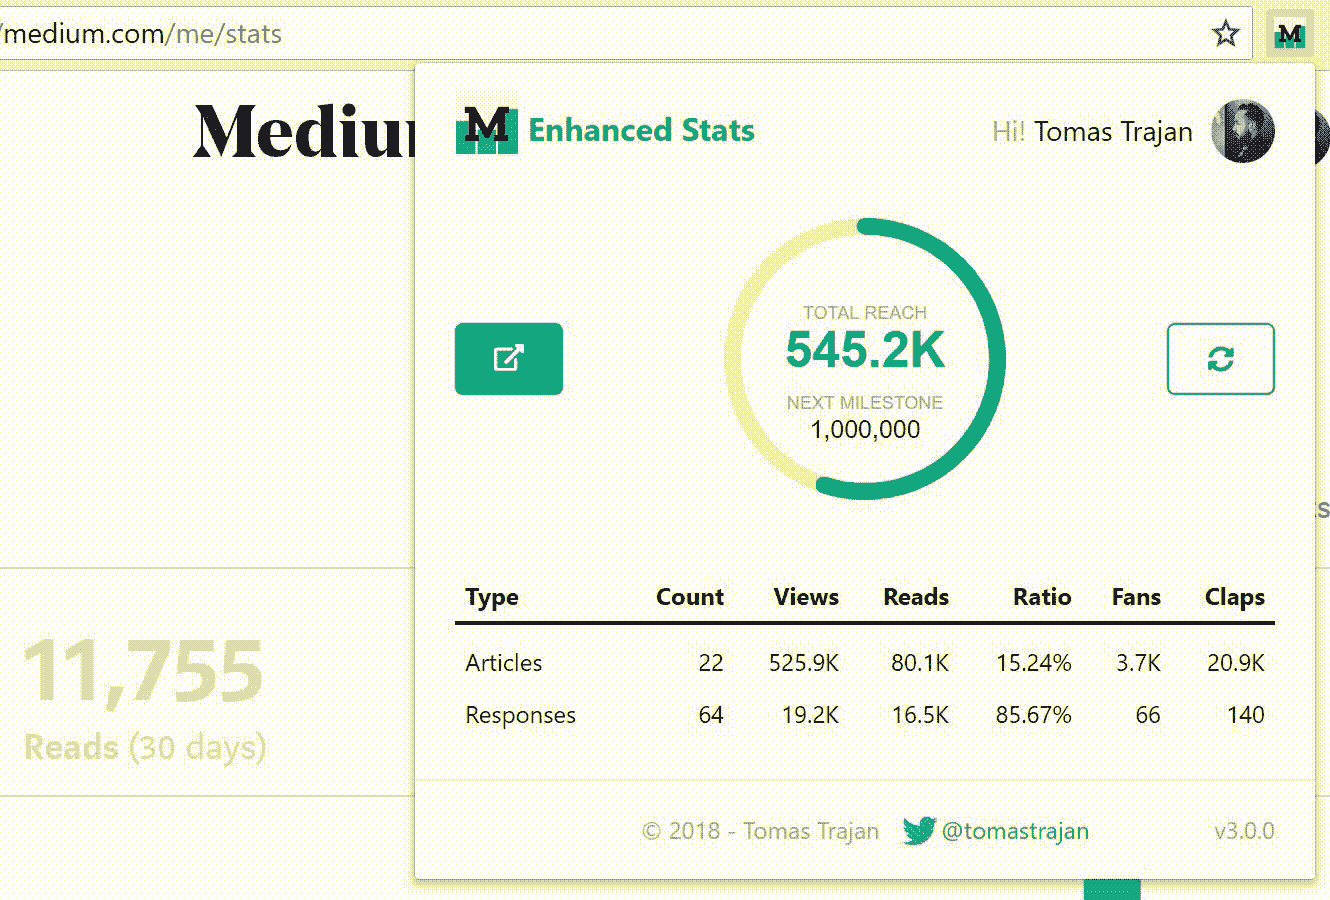 /medium.com/me/stats
M
Mediu
M Enhanced Stats
Hi! Tomas Trajan
TOTAL REACH
545.2K
NEXT MILESTONE
1,000,000
Type Count Views Reads Ratio Fans Claps
Articles 22 525.9K 80.1K 15.24% 3.7K 20.9K
Responses 64 19.2K 16.5K 85.67% 66 140
11,755
Reads (30 days)
© 2018 - Tomas Trajan @tomastrajan v3.0.0